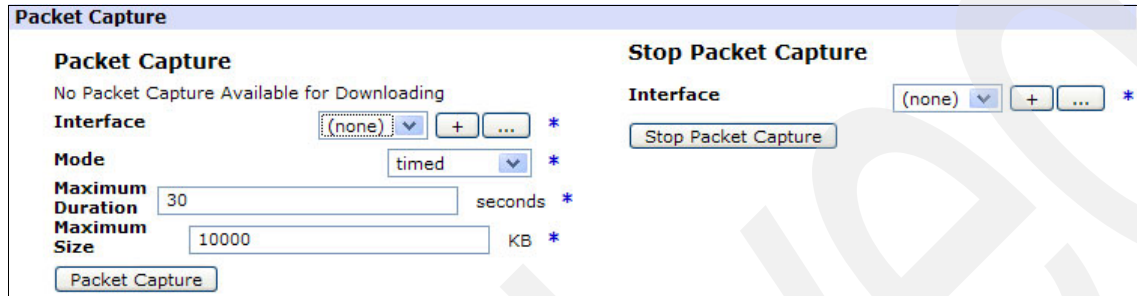 Packet Capture
Packet Capture
No Packet Capture Available for Downloading
Interface (none) + ... *
Mode timed *
Maximum Duration 30 seconds *
Maximum Size 10000 KB *
Packet Capture
Stop Packet Capture
Interface (none) + ... *
Stop Packet Capture